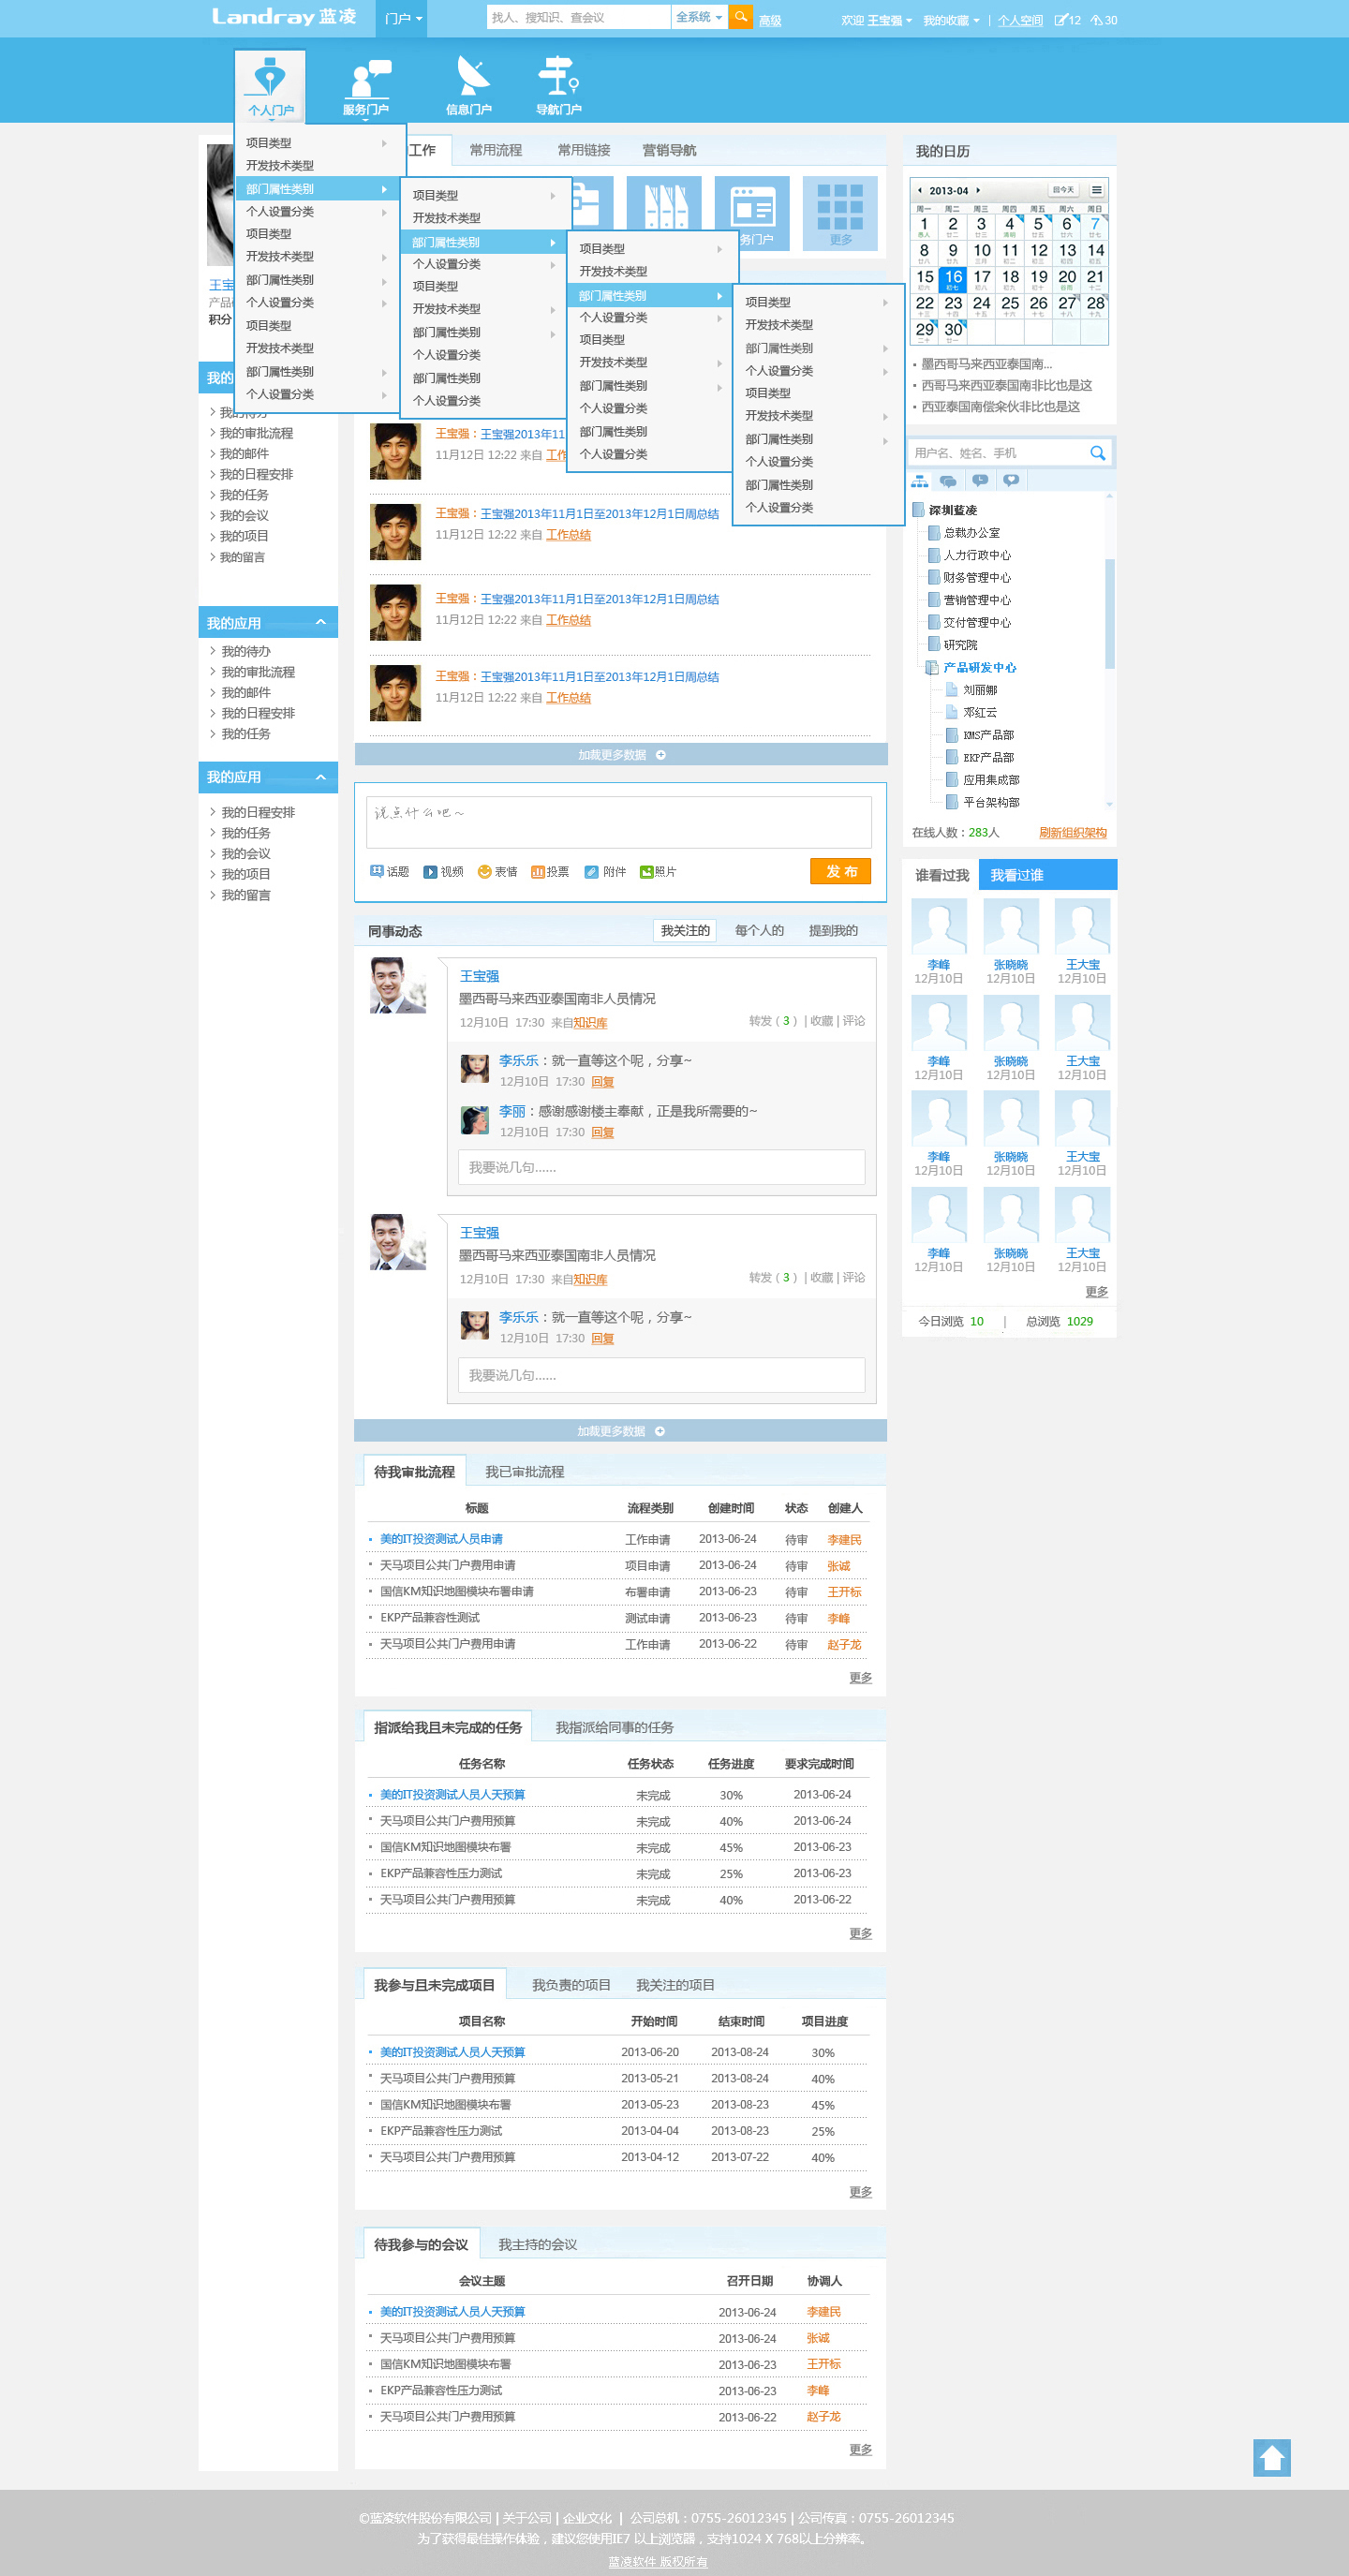 Landray 蓝凌
门户
找人、搜知识、查会议
全系统
高级
欢迎 王宝强
我的收藏
个人空间
12
30
个人门户
服务门户
信息门户
导航门户
项目类型
开发技术类型
部门属性类别
个人设置分类
项目类型
开发技术类型
部门属性类别
个人设置分类
项目类型
开发技术类型
部门属性类别
个人设置分类
项目类型
开发技术类型
部门属性类别
个人设置分类
项目类型
开发技术类型
部门属性类别
个人设置分类
部门属性类别
个人设置分类
项目类型
开发技术类型
部门属性类别
个人设置分类
项目类型
开发技术类型
部门属性类别
个人设置分类
部门属性类别
个人设置分类
项目类型
开发技术类型
部门属性类别
个人设置分类
项目类型
开发技术类型
部门属性类别
个人设置分类
部门属性类别
个人设置分类
王宝
积分
我的
我的待办
我的审批流程
我的邮件
我的日程安排
我的任务
我的会议
我的项目
我的留言
我的应用
我的待办
我的审批流程
我的邮件
我的日程安排
我的任务
我的应用
我的日程安排
我的任务
我的会议
我的项目
我的留言
工作
常用流程
常用链接
营销导航
务门户
更多
王宝强：王宝强2013年11
11月12日 12:22 来自 工作
王宝强：王宝强2013年11月1日至2013年12月1日周总结
11月12日 12:22 来自 工作总结
王宝强：王宝强2013年11月1日至2013年12月1日周总结
11月12日 12:22 来自 工作总结
王宝强：王宝强2013年11月1日至2013年12月1日周总结
11月12日 12:22 来自 工作总结
加载更多数据
说点什么吧～
话题 视频 表情 投票 附件 照片
发 布
同事动态
我关注的
每个人的
提到我的
王宝强
墨西哥马来西亚泰国南非人员情况
12月10日 17:30 来自知识库
转发（3）| 收藏 | 评论
李乐乐：就一直等这个呢，分享~
12月10日 17:30 回复
李丽：感谢感谢楼主奉献，正是我所需要的~
12月10日 17:30 回复
我要说几句......
王宝强
墨西哥马来西亚泰国南非人员情况
12月10日 17:30 来自知识库
转发（3）| 收藏 | 评论
李乐乐：就一直等这个呢，分享~
12月10日 17:30 回复
我要说几句......
加载更多数据
待我审批流程 我已审批流程
标题 流程类别 创建时间 状态 创建人
美的IT投资测试人员申请 工作申请 2013-06-24 待审 李建民
天马项目公共门户费用申请 项目申请 2013-06-24 待审 张诚
国信KM知识地图模块布署申请 布署申请 2013-06-23 待审 王开标
EKP产品兼容性测试 测试申请 2013-06-23 待审 李峰
天马项目公共门户费用申请 工作申请 2013-06-22 待审 赵子龙
更多
指派给我且未完成的任务 我指派给同事的任务
任务名称 任务状态 任务进度 要求完成时间
美的IT投资测试人员人天预算 未完成 30% 2013-06-24
天马项目公共门户费用预算 未完成 40% 2013-06-24
国信KM知识地图模块布署 未完成 45% 2013-06-23
EKP产品兼容性压力测试 未完成 25% 2013-06-23
天马项目公共门户费用预算 未完成 40% 2013-06-22
更多
我参与且未完成项目 我负责的项目 我关注的项目
项目名称 开始时间 结束时间 项目进度
美的IT投资测试人员人天预算 2013-06-20 2013-08-24 30%
天马项目公共门户费用预算 2013-05-21 2013-08-24 40%
国信KM知识地图模块布署 2013-05-23 2013-08-23 45%
EKP产品兼容性压力测试 2013-04-04 2013-08-23 25%
天马项目公共门户费用预算 2013-04-12 2013-07-22 40%
更多
待我参与的会议 我主持的会议
会议主题 召开日期 协调人
美的IT投资测试人员人天预算 2013-06-24 李建民
天马项目公共门户费用预算 2013-06-24 张诚
国信KM知识地图模块布署 2013-06-23 王开标
EKP产品兼容性压力测试 2013-06-23 李峰
天马项目公共门户费用预算 2013-06-22 赵子龙
更多
我的日历
2013-04
回今天
周一 周二 周三 周四 周五 周六 周日
1 2 3 4 5 6 7
8 9 10 11 12 13 14
15 16 17 18 19 20 21
22 23 24 25 26 27 28
29 30
墨西哥马来西亚泰国南...
西哥马来西亚泰国南非比也是这
西亚泰国南偿伞伙非比也是这
用户名、姓名、手机
深圳蓝凌
总裁办公室
人力行政中心
财务管理中心
营销管理中心
交付管理中心
研究院
产品研发中心
刘丽娜
邓红云
KMS产品部
EKP产品部
应用集成部
平台架构部
在线人数：283人
刷新组织架构
谁看过我 我看过谁
李峰 张晓晓 王大宝
12月10日 12月10日 12月10日
李峰 张晓晓 王大宝
12月10日 12月10日 12月10日
李峰 张晓晓 王大宝
12月10日 12月10日 12月10日
李峰 张晓晓 王大宝
12月10日 12月10日 12月10日
更多
今日浏览 10 | 总浏览 1029
©蓝凌软件股份有限公司 | 关于公司 | 企业文化 | 公司总机：0755-26012345 | 公司传真：0755-26012345
为了获得最佳操作体验，建议您使用IE7 以上浏览器，支持1024 X 768以上分辨率。
蓝凌软件 版权所有